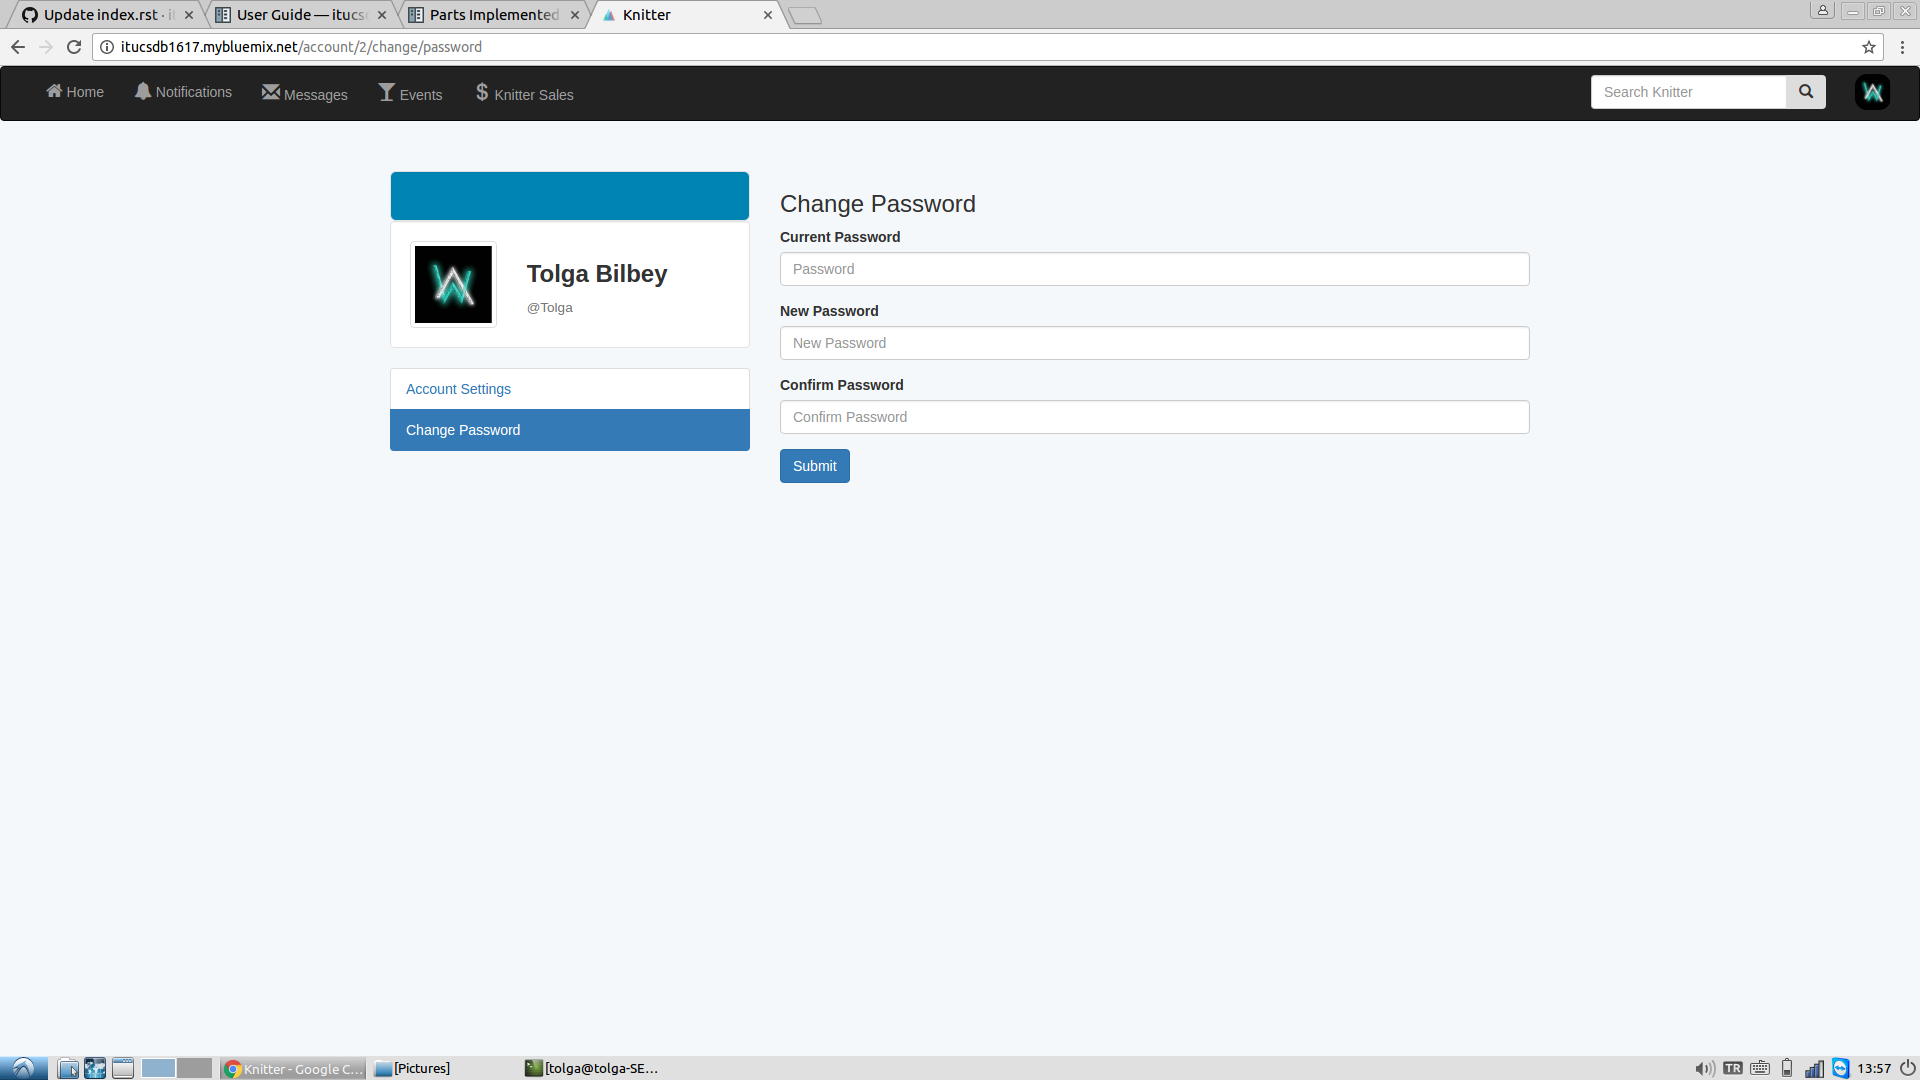 Update index.rst · it
User Guide — itucs
Parts Implemented
Knitter
itucsdb1617.mybluemix.net/account/2/change/password
Home
Notifications
Messages
Events
Knitter Sales
Search Knitter
Tolga Bilbey
@Tolga
Account Settings
Change Password
Change Password
Current Password
Password
New Password
New Password
Confirm Password
Confirm Password
Submit
Knitter - Google C...
[Pictures]
[tolga@tolga-SE...
TR
13:57